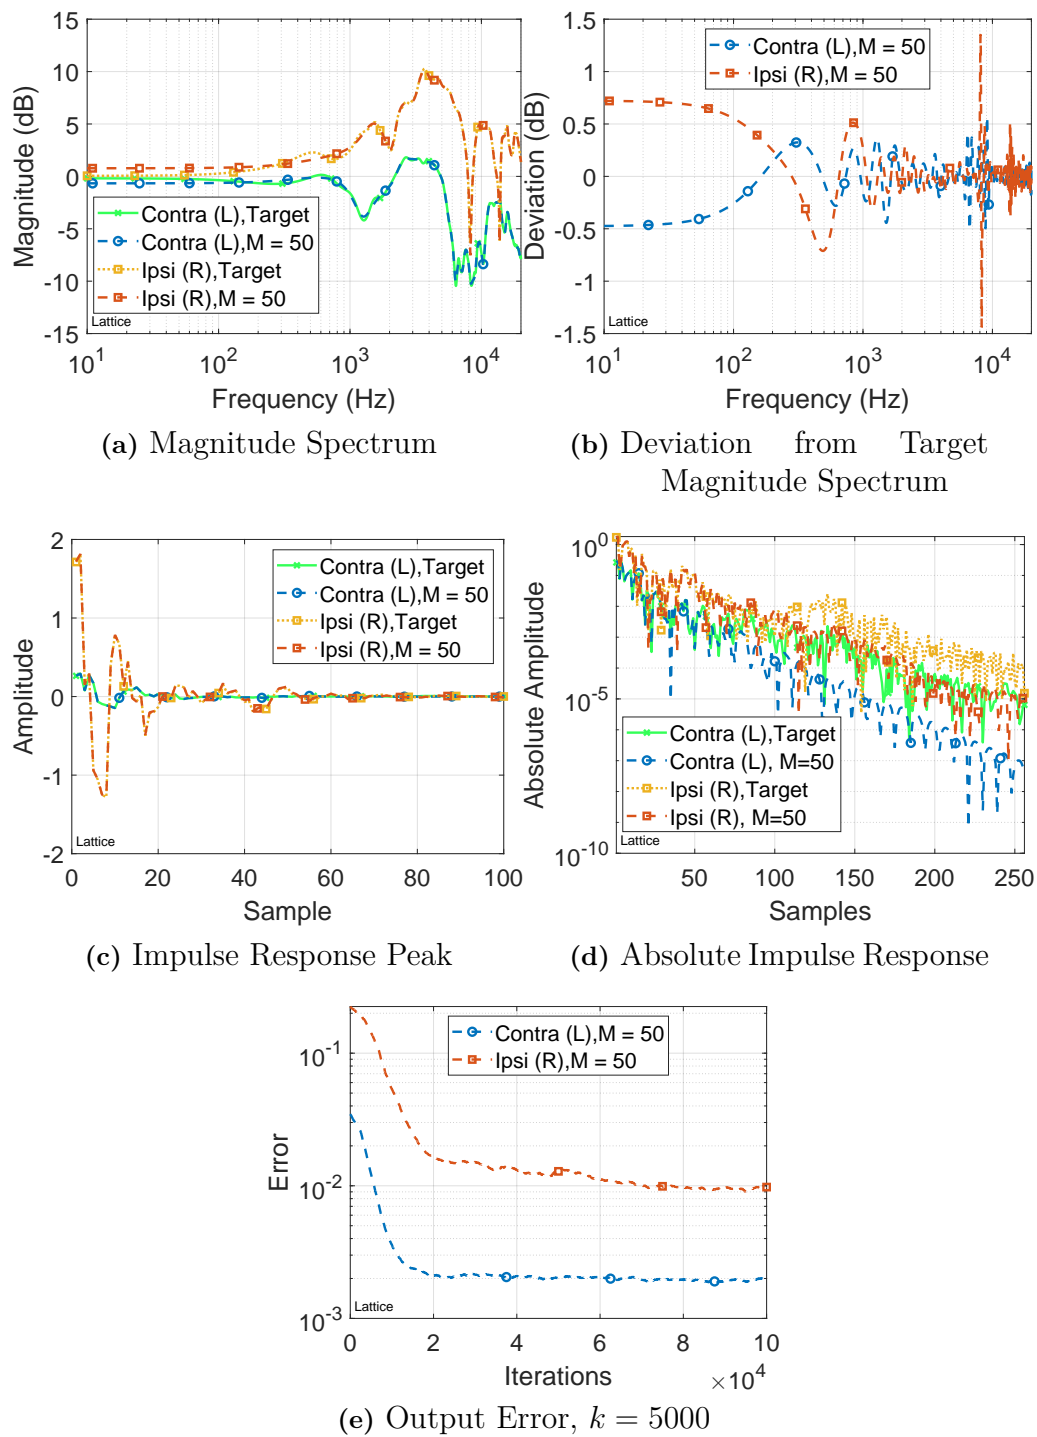 15
10
5
0
-5
-10
-15
Magnitude (dB)
Contra (L),Target
Contra (L),M = 50
Ipsi (R),Target
Ipsi (R),M = 50
Lattice
10^1
10^2
10^3
10^4
Frequency (Hz)
(a) Magnitude Spectrum
1.5
1
0.5
0
-0.5
-1
-1.5
Deviation (dB)
Contra (L),M = 50
Ipsi (R),M = 50
Lattice
10^1
10^2
10^3
10^4
Frequency (Hz)
(b) Deviation from Target
Magnitude Spectrum
2
1
0
-1
-2
Amplitude
Contra (L),Target
Contra (L),M = 50
Ipsi (R),Target
Ipsi (R),M = 50
Lattice
0 20 40 60 80 100
Sample
(c) Impulse Response Peak
10^0
10^-5
10^-10
Absolute Amplitude
Contra (L),Target
Contra (L), M=50
Ipsi (R),Target
Ipsi (R), M=50
Lattice
50 100 150 200 250
Samples
(d) Absolute Impulse Response
10^-1
10^-2
10^-3
Error
Contra (L),M = 50
Ipsi (R),M = 50
Lattice
0 2 4 6 8 10
Iterations
×10^4
(e) Output Error, k = 5000